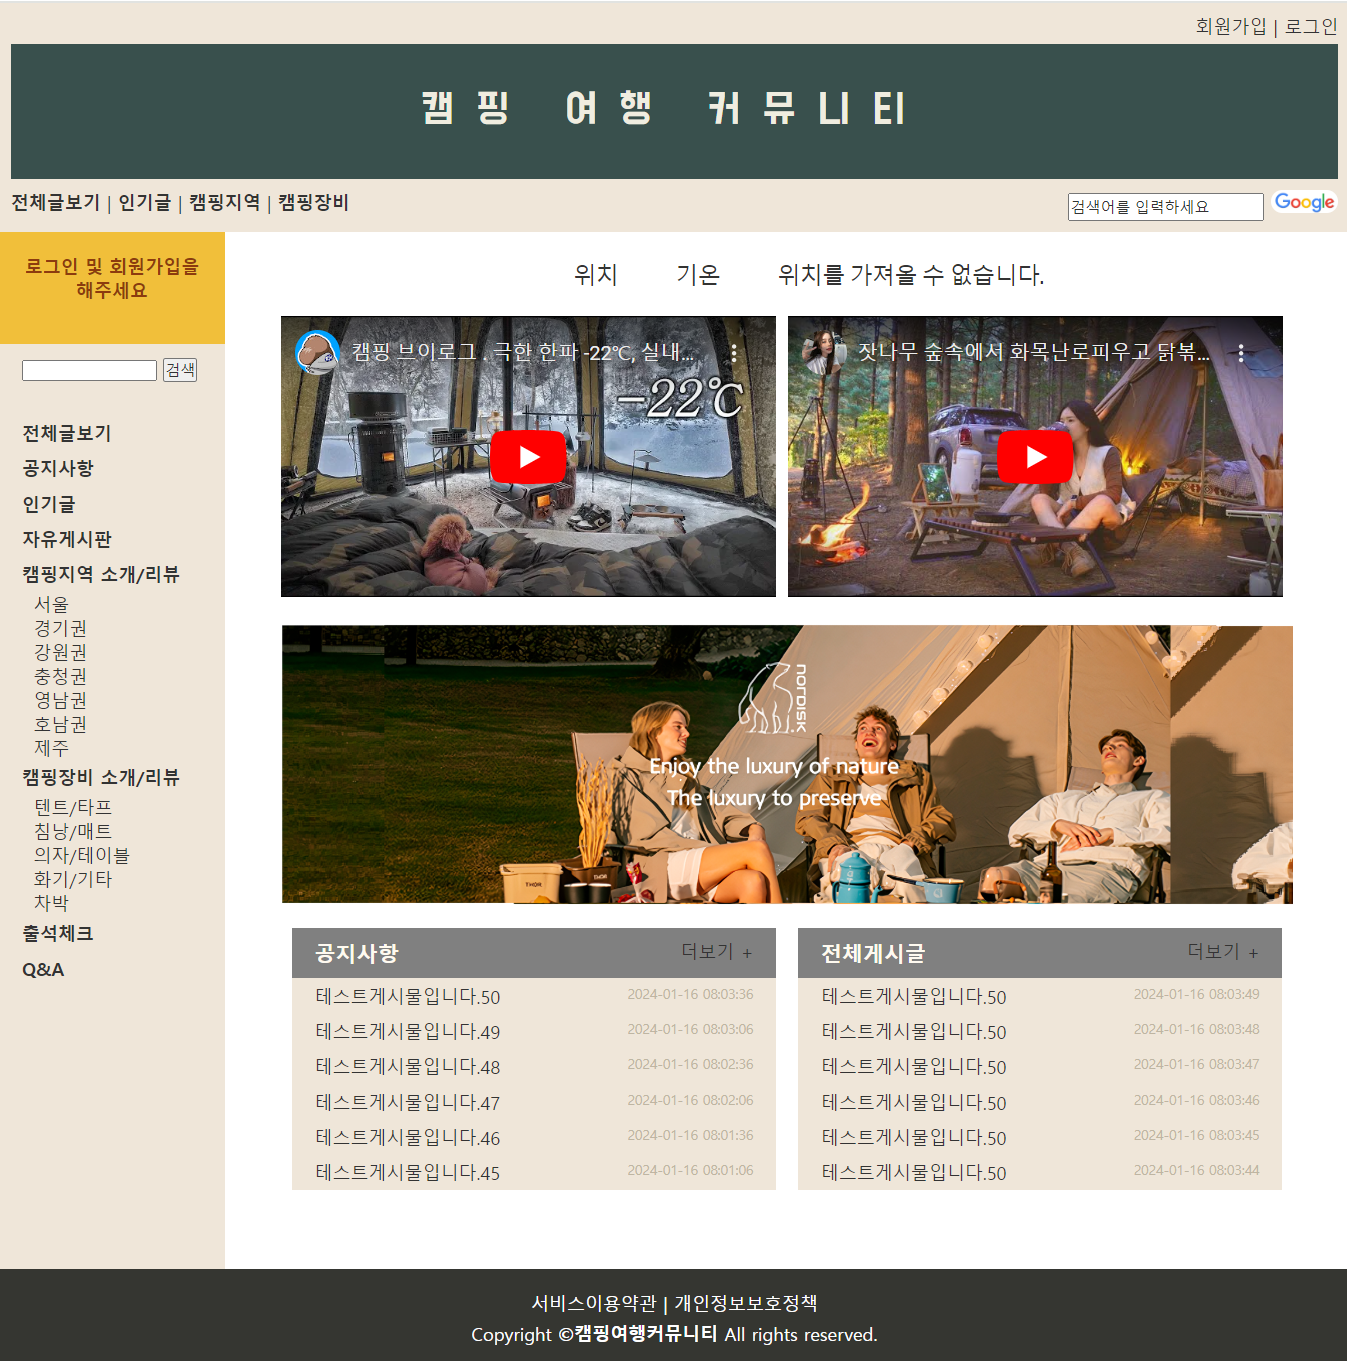 회원가입 | 로그인
캠핑 여행 커뮤니티
전체글보기 | 인기글 | 캠핑지역 | 캠핑장비
검색어를 입력하세요 Google
로그인 및 회원가입을
해주세요
검색
전체글보기
공지사항
인기글
자유게시판
캠핑지역 소개/리뷰
서울
경기권
강원권
충청권
영남권
호남권
제주
캠핑장비 소개/리뷰
텐트/타프
침낭/매트
의자/테이블
화기/기타
차박
출석체크
Q&A
위치 기온 위치를 가져올 수 없습니다.
캠핑 브이로그 . 극한 한파 -22℃, 실내...
-22℃
잣나무 숲속에서 화목난로피우고 닭볶...
NORDISK
Enjoy the luxury of nature
The luxury to preserve
THOR
THOR
공지사항 더보기 +
테스트게시물입니다.50 2024-01-16 08:03:36
테스트게시물입니다.49 2024-01-16 08:03:06
테스트게시물입니다.48 2024-01-16 08:02:36
테스트게시물입니다.47 2024-01-16 08:02:06
테스트게시물입니다.46 2024-01-16 08:01:36
테스트게시물입니다.45 2024-01-16 08:01:06
전체게시글 더보기 +
테스트게시물입니다.50 2024-01-16 08:03:49
테스트게시물입니다.50 2024-01-16 08:03:48
테스트게시물입니다.50 2024-01-16 08:03:47
테스트게시물입니다.50 2024-01-16 08:03:46
테스트게시물입니다.50 2024-01-16 08:03:45
테스트게시물입니다.50 2024-01-16 08:03:44
서비스이용약관 | 개인정보보호정책
Copyright ©캠핑여행커뮤니티 All rights reserved.